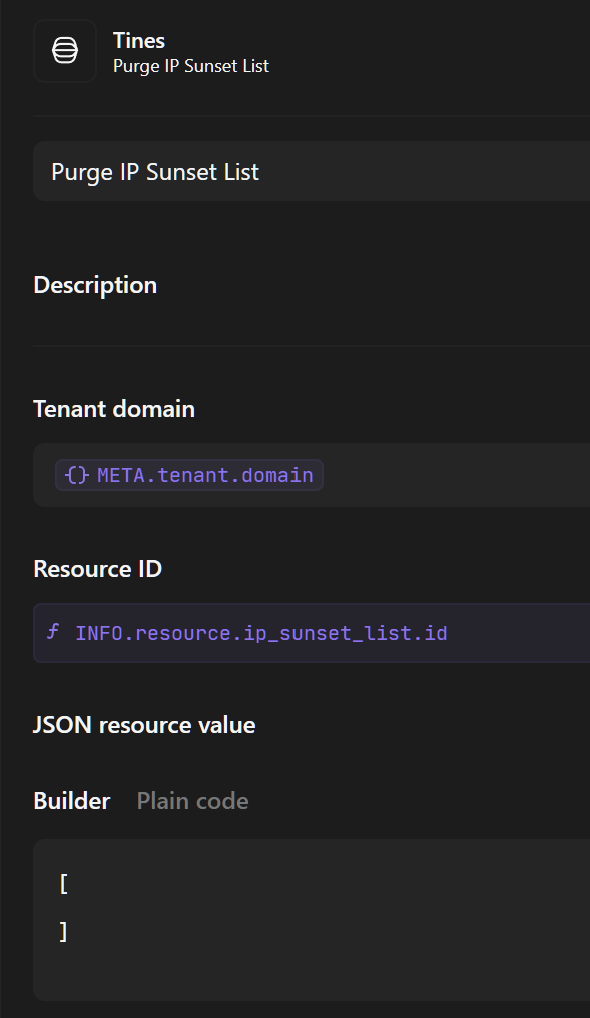 Tines
Purge IP Sunset List
Purge IP Sunset List
Description
Tenant domain
{} META.tenant.domain
Resource ID
f INFO.resource.ip_sunset_list.id
JSON resource value
Builder Plain code
[
]